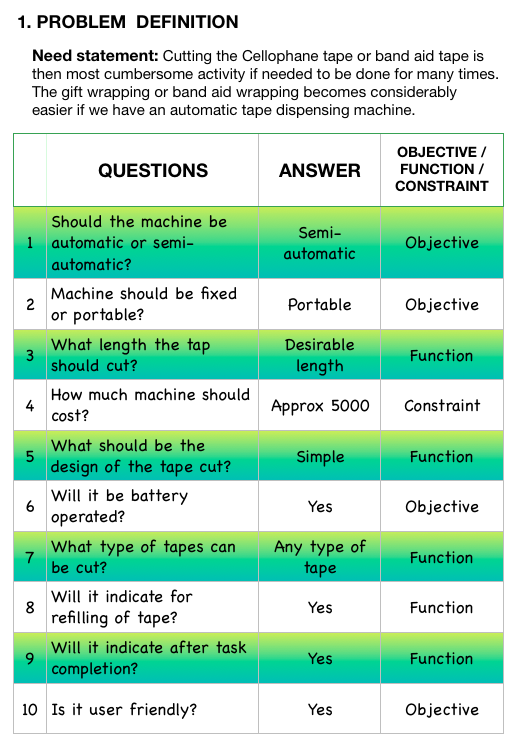 1. PROBLEM DEFINITION
Need statement: Cutting the Cellophane tape or band aid tape is
then most cumbersome activity if needed to be done for many times.
The gift wrapping or band aid wrapping becomes considerably
easier if we have an automatic tape dispensing machine.
QUESTIONS
ANSWER
OBJECTIVE /
FUNCTION /
CONSTRAINT
1
Should the machine be
automatic or semi-
automatic?
Semi-
automatic
Objective
2
Machine should be fixed
or portable?
Portable
Objective
3
What length the tap
should cut?
Desirable
length
Function
4
How much machine should
cost?
Approx 5000
Constraint
5
What should be the
design of the tape cut?
Simple
Function
6
Will it be battery
operated?
Yes
Objective
7
What type of tapes can
be cut?
Any type of
tape
Function
8
Will it indicate for
refilling of tape?
Yes
Function
9
Will it indicate after task
completion?
Yes
Function
10
Is it user friendly?
Yes
Objective